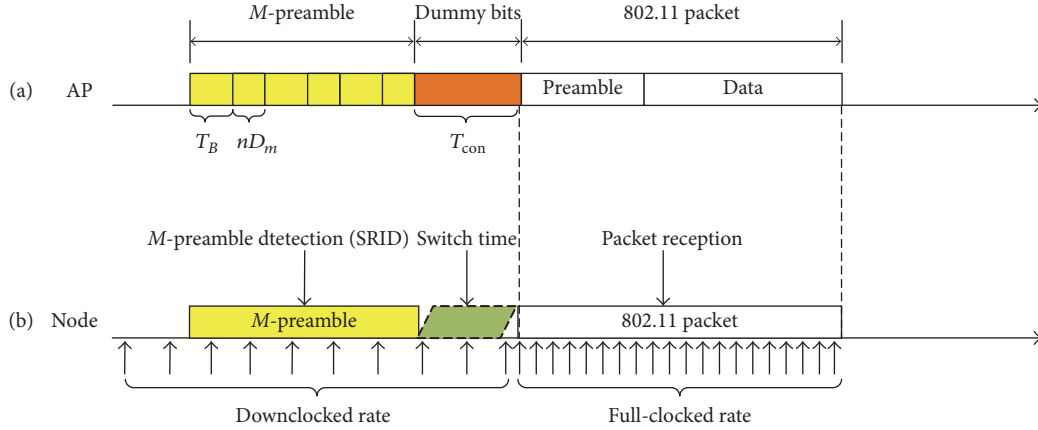 M-preamble Dummy bits 802.11 packet
(a) AP Preamble Data
T_B nD_m T_con
M-preamble dtetection (SRID) Switch time Packet reception
(b) Node M-preamble 802.11 packet
Downclocked rate Full-clocked rate